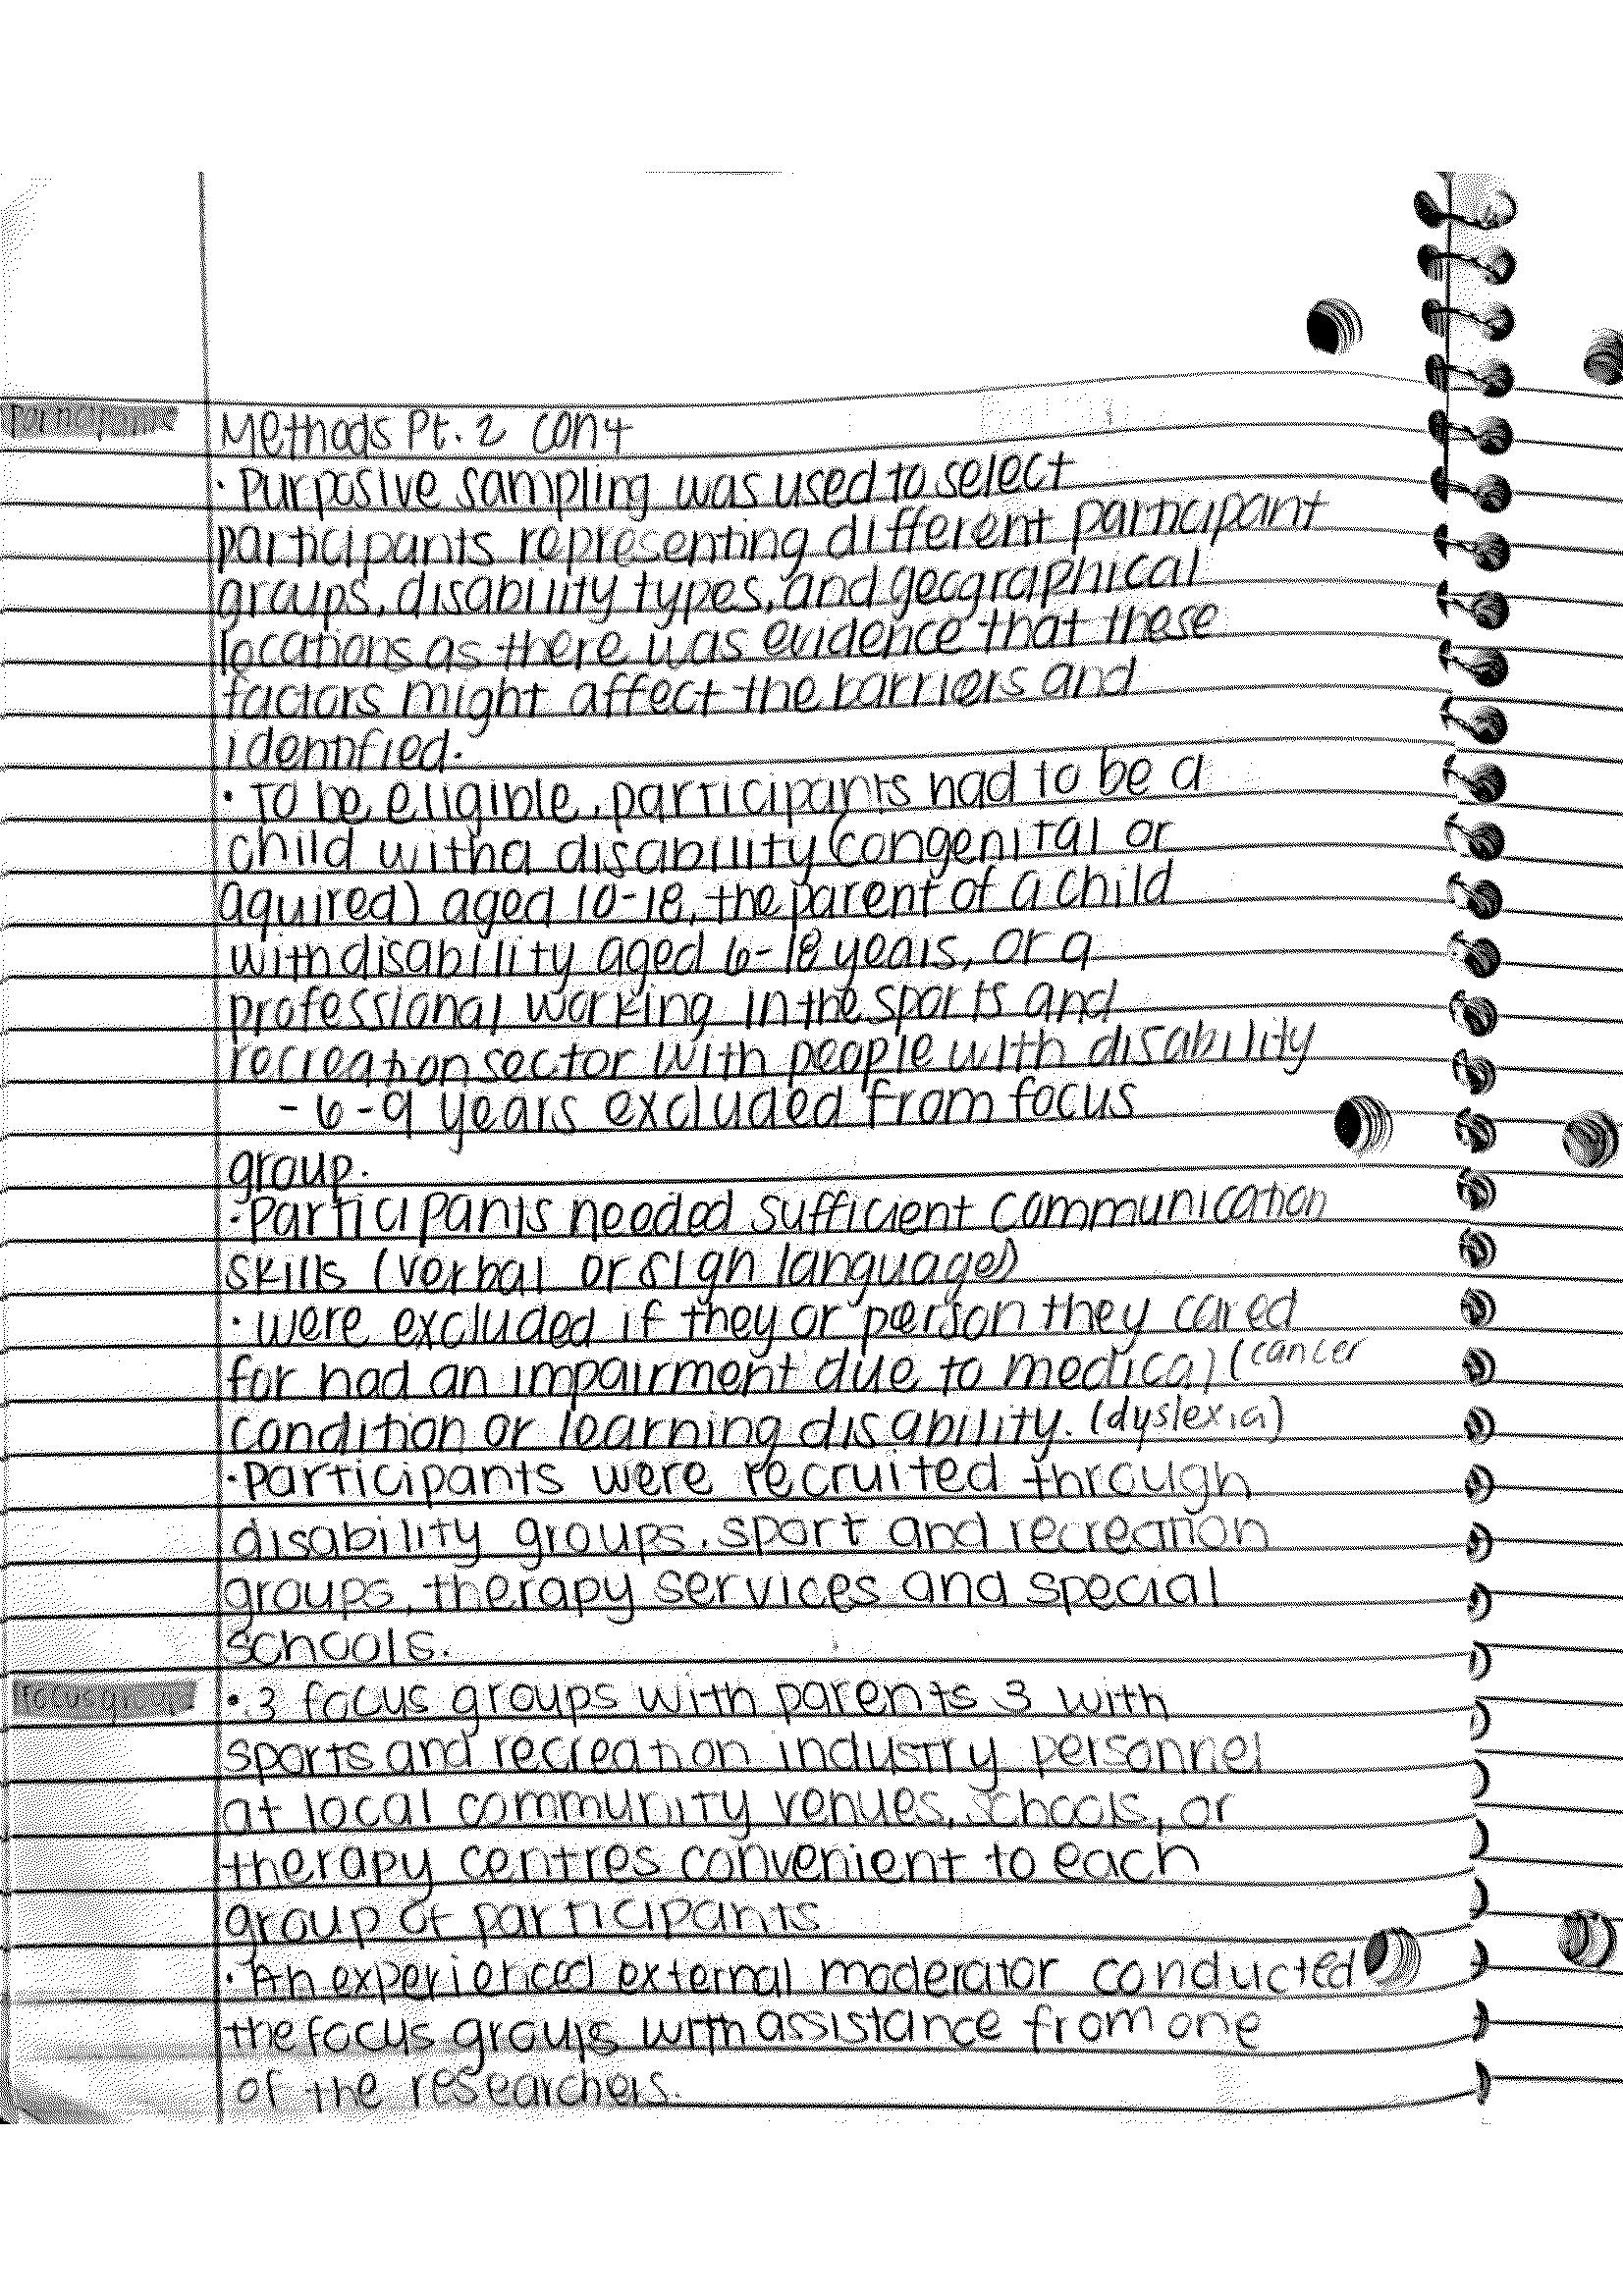 Methods Pt. 2 cont
• Purposive sampling was used to select
participants representing different participant
groups, disability types, and geographical
locations as there was evidence that these
factors might affect the barriers and
identified.
• To be eligible, participants had to be a
child with a disability (congenital or
aquired) aged 10-18, the parent of a child
with disability aged 6-18 years, or a
professional working in the sports and
recreation sector with people with disability
- 6-9 years excluded from focus
group.
• Participants needed sufficient communication
skills (verbal or sign language)
• were excluded if they or person they cared
for had an impairment due to medical (cancer
condition or learning disability. (dyslexia)
• Participants were recruited through
disability groups, sport and recreation
groups, therapy services and special
schools.
Focus group
• 3 focus groups with parents 3 with
sports and recreation industry personnel
at local community venues, schools, or
therapy centres convenient to each
group of participants
• An experienced external moderator conducted
the focus groups with assistance from one
of the researchers.